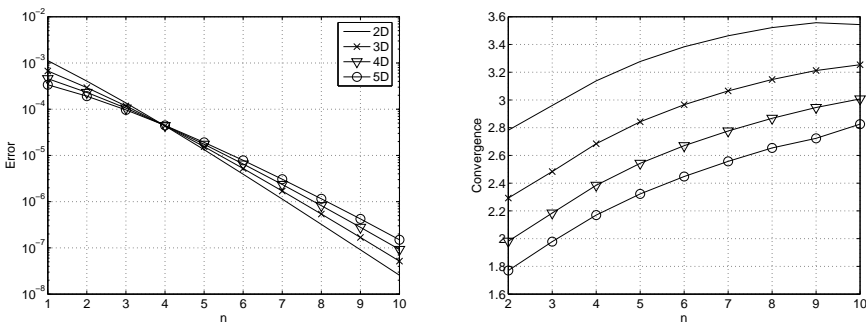 10⁻²
10⁻³
10⁻⁴
10⁻⁵
10⁻⁶
10⁻⁷
10⁻⁸
Error
1 2 3 4 5 6 7 8 9 10
n
2D
3D
4D
5D
3.6
3.4
3.2
3
2.8
2.6
2.4
2.2
2
1.8
1.6
Convergence
2 3 4 5 6 7 8 9 10
n